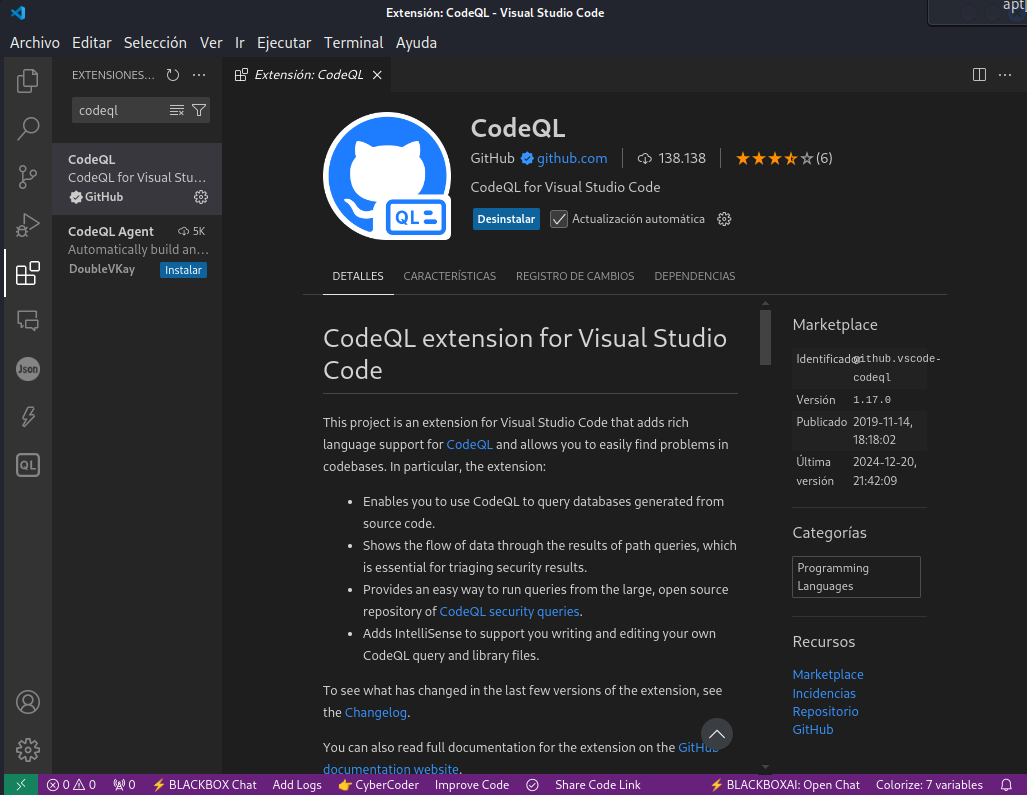 Extensión: CodeQL - Visual Studio Code
apt
Archivo Editar Selección Ver Ir Ejecutar Terminal Ayuda
EXTENSIONES...
Extensión: CodeQL
codeql
CodeQL
CodeQL for Visual Stu...
GitHub
CodeQL Agent 5K
Automatically build an...
DoubleVKay Instalar
Json
QL
QL
CodeQL
GitHub github.com 138.138 (6)
CodeQL for Visual Studio Code
Desinstalar Actualización automática
DETALLES CARACTERÍSTICAS REGISTRO DE CAMBIOS DEPENDENCIAS
CodeQL extension for Visual Studio
Code
This project is an extension for Visual Studio Code that adds rich
language support for CodeQL and allows you to easily find problems in
codebases. In particular, the extension:
• Enables you to use CodeQL to query databases generated from
source code.
• Shows the flow of data through the results of path queries, which
is essential for triaging security results.
• Provides an easy way to run queries from the large, open source
repository of CodeQL security queries.
• Adds IntelliSense to support you writing and editing your own
CodeQL query and library files.
To see what has changed in the last few versions of the extension, see
the Changelog.
You can also read full documentation for the extension on the GitHub
documentation website.
Marketplace
Identificador github.vscode-
codeql
Versión 1.17.0
Publicado 2019-11-14,
18:18:02
Última 2024-12-20,
versión 21:42:09
Categorías
Programming
Languages
Recursos
Marketplace
Incidencias
Repositorio
GitHub
0 0 0 BLACKBOX Chat Add Logs CyberCoder Improve Code Share Code Link BLACKBOXAI: Open Chat Colorize: 7 variables